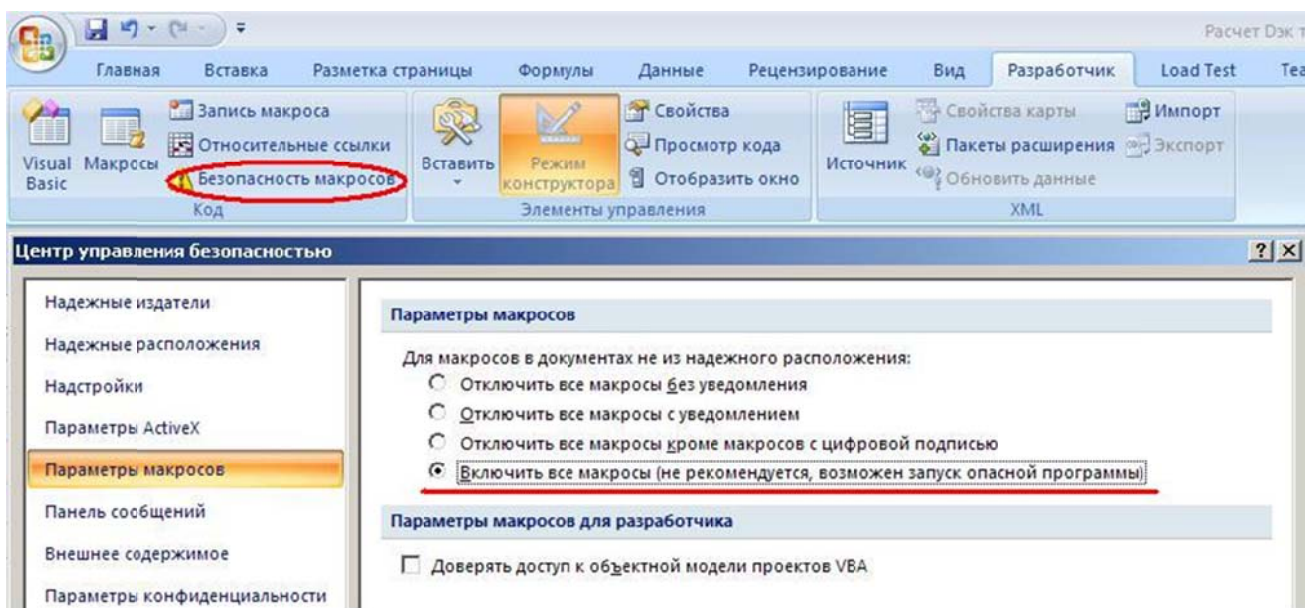 Расчет Dэк т
Главная Вставка Разметка страницы Формулы Данные Рецензирование Вид Разработчик Load Test Tea
Visual Basic
Макросы
Запись макроса
Относительные ссылки
Безопасность макросов
Код
Вставить
Режим конструктора
Свойства
Просмотр кода
Отобразить окно
Элементы управления
Источник
Свойства карты
Пакеты расширения
Обновить данные
Импорт
Экспорт
XML
Центр управления безопасностью
Надежные издатели
Надежные расположения
Надстройки
Параметры ActiveX
Параметры макросов
Панель сообщений
Внешнее содержимое
Параметры конфиденциальности
Параметры макросов
Для макросов в документах не из надежного расположения:
Отключить все макросы без уведомления
Отключить все макросы с уведомлением
Отключить все макросы кроме макросов с цифровой подписью
Включить все макросы (не рекомендуется, возможен запуск опасной программы)
Параметры макросов для разработчика
Доверять доступ к объектной модели проектов VBA